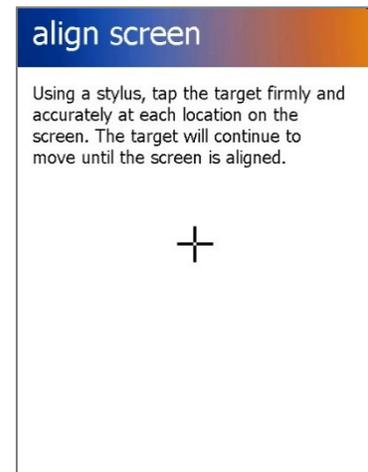 align screen
Using a stylus, tap the target firmly and
accurately at each location on the
screen. The target will continue to
move until the screen is aligned.